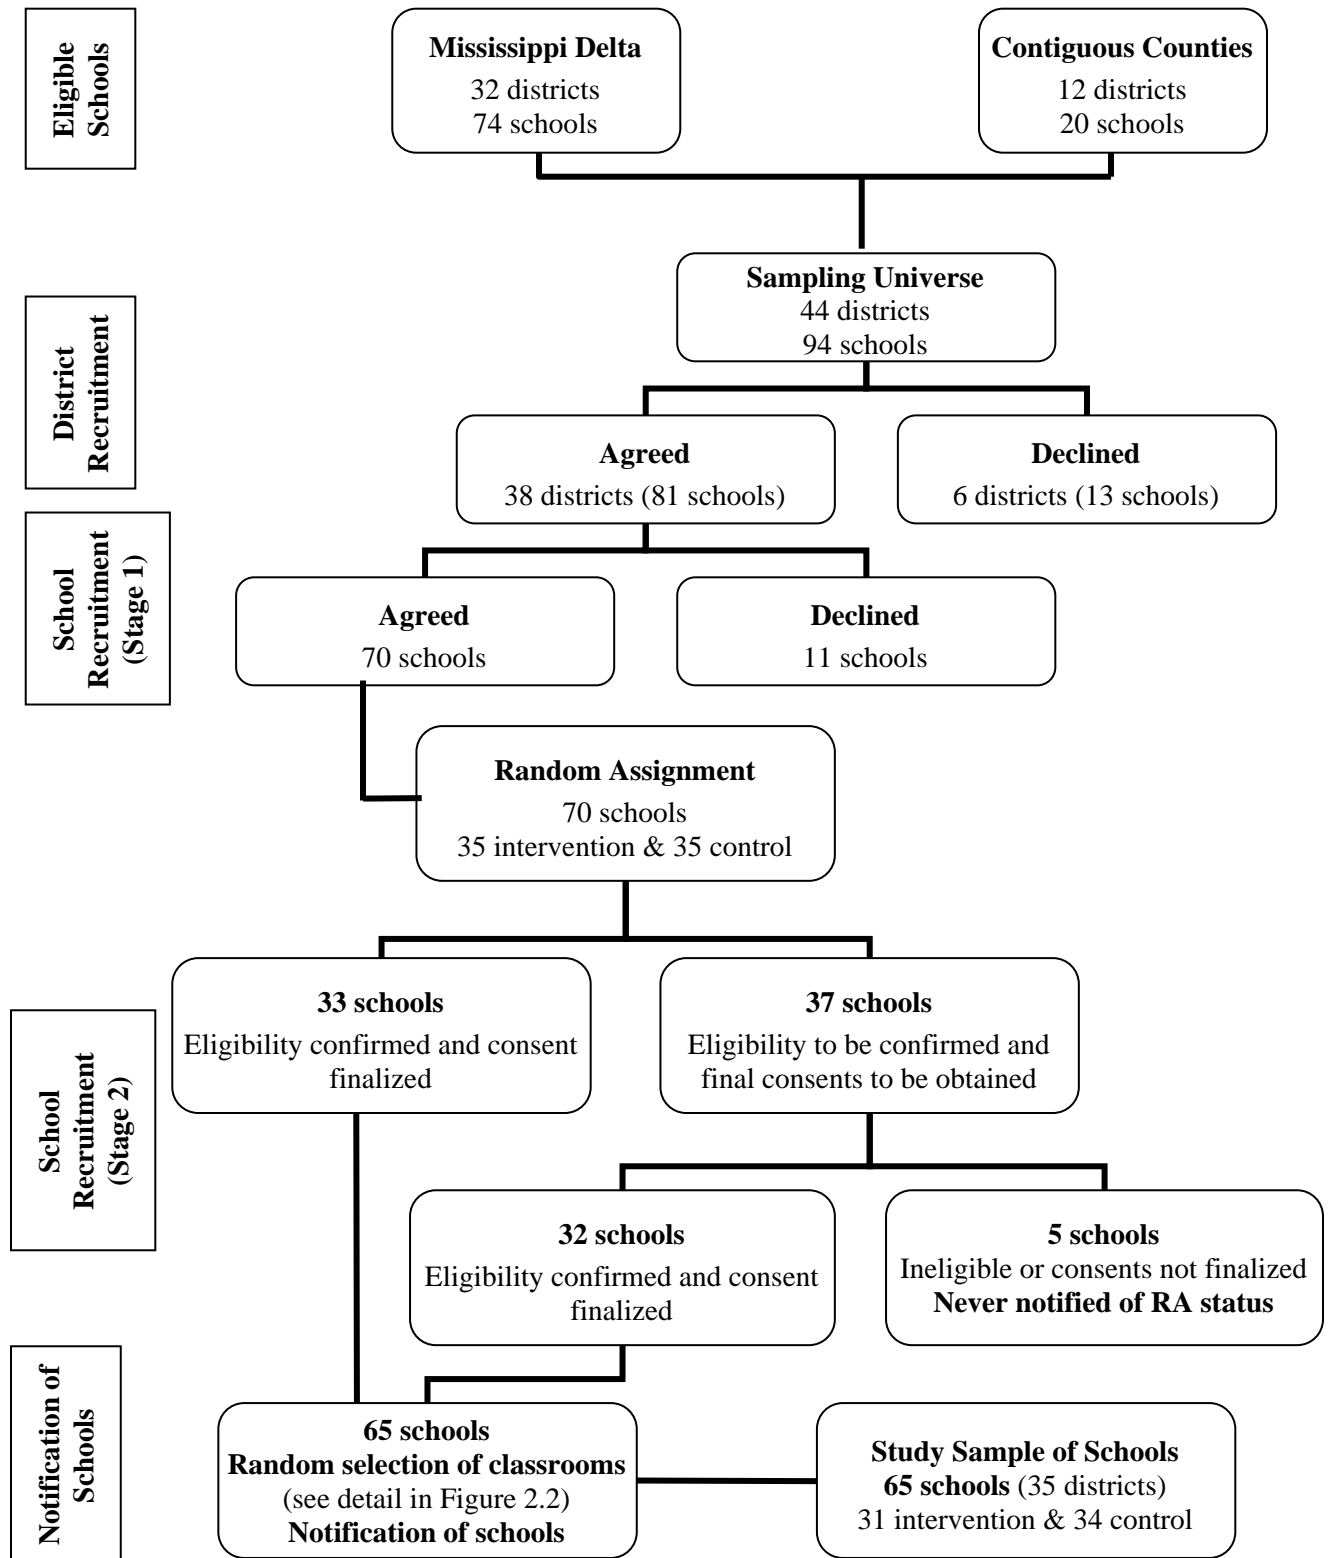 Eligible
Schools
Mississippi Delta
32 districts
74 schools
Contiguous Counties
12 districts
20 schools
Sampling Universe
44 districts
94 schools
District
Recruitment
Agreed
38 districts (81 schools)
Declined
6 districts (13 schools)
School
Recruitment
(Stage 1)
Agreed
70 schools
Declined
11 schools
Random Assignment
70 schools
35 intervention & 35 control
School
Recruitment
(Stage 2)
33 schools
Eligibility confirmed and consent
finalized
37 schools
Eligibility to be confirmed and
final consents to be obtained
32 schools
Eligibility confirmed and consent
finalized
5 schools
Ineligible or consents not finalized
Never notified of RA status
Notification of
Schools
65 schools
Random selection of classrooms
(see detail in Figure 2.2)
Notification of schools
Study Sample of Schools
65 schools (35 districts)
31 intervention & 34 control